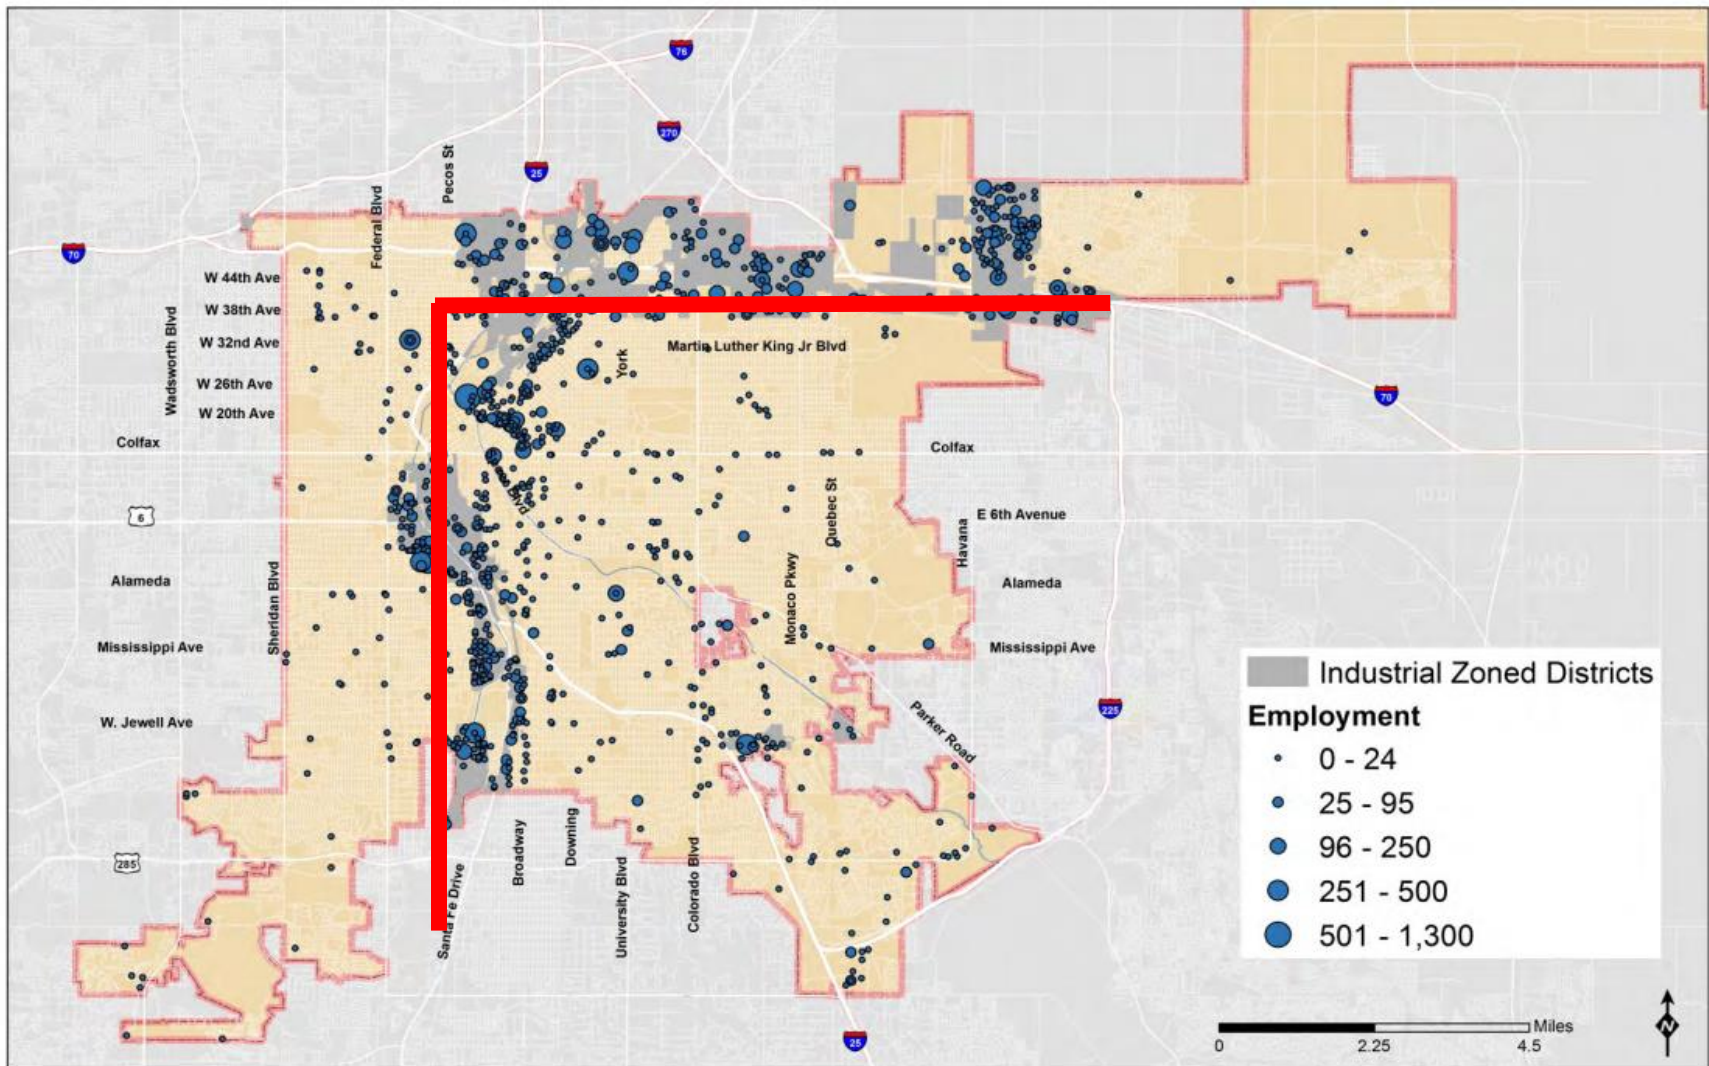 76
270
25
70
Pecos St
Federal Blvd
W 44th Ave
W 38th Ave
W 32nd Ave
W 26th Ave
W 20th Ave
Wadsworth Blvd
Martin Luther King Jr Blvd
York
70
Colfax
Colfax
Blvd
Quebec St
6
E 6th Avenue
Havana
Alameda
Alameda
Sheridan Blvd
Monaco Pkwy
Mississippi Ave
Mississippi Ave
W. Jewell Ave
225
Parker Road
Industrial Zoned Districts
Employment
0 - 24
25 - 95
96 - 250
251 - 500
501 - 1,300
285
Santa Fe Drive
Broadway
Downing
University Blvd
Colorado Blvd
25
Miles
0 2.25 4.5
N